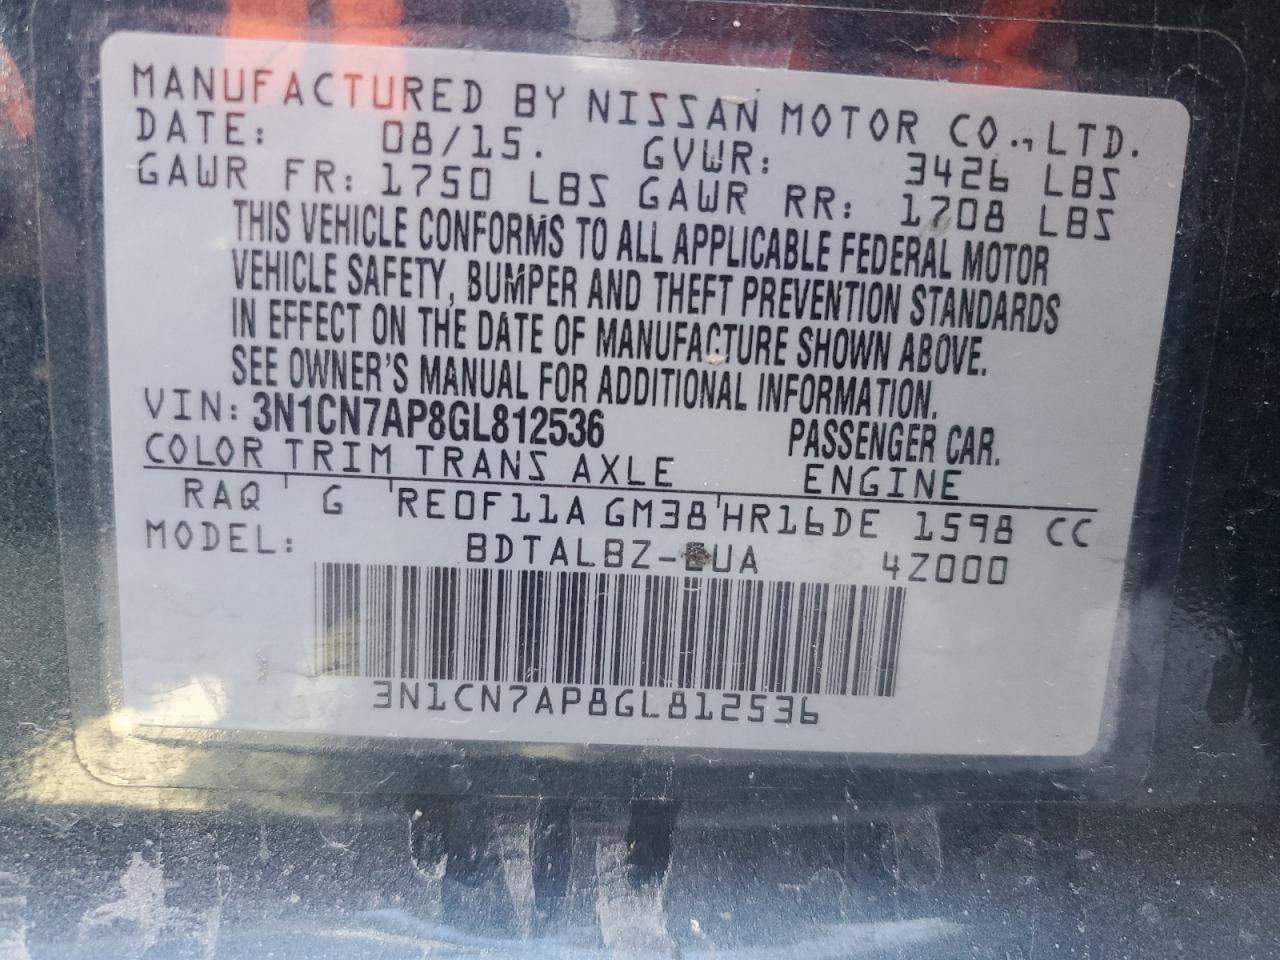 MANUFACTURED BY NISSAN MOTOR CO., LTD.
DATE: 08/15. GVWR: 3426 LBS
GAWR FR: 1750 LBS GAWR RR: 1708 LBS
THIS VEHICLE CONFORMS TO ALL APPLICABLE FEDERAL MOTOR
VEHICLE SAFETY, BUMPER AND THEFT PREVENTION STANDARDS
IN EFFECT ON THE DATE OF MANUFACTURE SHOWN ABOVE.
SEE OWNER'S MANUAL FOR ADDITIONAL INFORMATION.
VIN: 3N1CN7AP8GL812536 PASSENGER CAR.
COLOR TRIM TRANS AXLE ENGINE
RAQ G RE0F11A GM38 HR16DE 1598 CC
MODEL: 4Z000
3N1CN7AP8GL812536